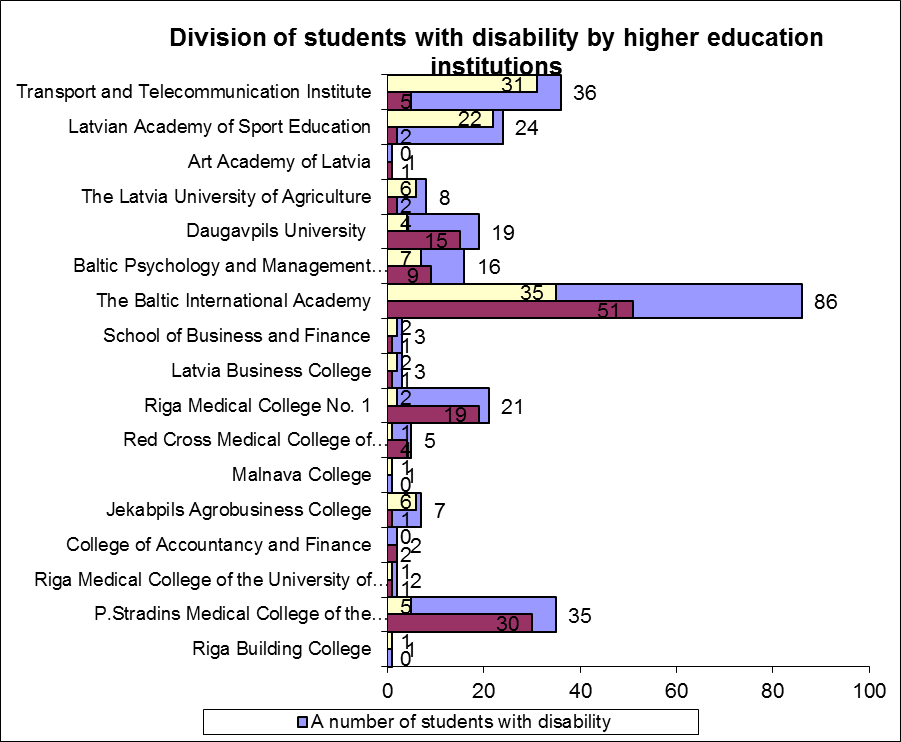 Division of students with disability by higher education
institutions
Transport and Telecommunication Institute 31 5 36
Latvian Academy of Sport Education 22 2 24
Art Academy of Latvia 0 1 1
The Latvia University of Agriculture 6 2 8
Daugavpils University 4 15 19
Baltic Psychology and Management... 7 9 16
The Baltic International Academy 35 51 86
School of Business and Finance 2 1 3
Latvia Business College 2 1 3
Riga Medical College No. 1 2 19 21
Red Cross Medical College of... 1 4 5
Malnava College 1 0 1
Jekabpils Agrobusiness College 6 1 7
College of Accountancy and Finance 0 2 2
Riga Medical College of the University of... 1 1 2
P.Stradins Medical College of the... 5 30 35
Riga Building College 1 0 1
0 20 40 60 80 100
A number of students with disability